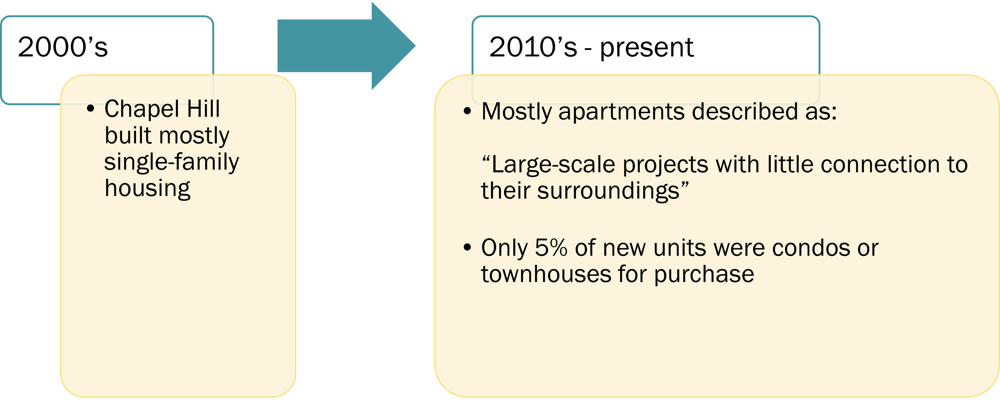 2000’s
• Chapel Hill
built mostly
single-family
housing
2010’s - present
• Mostly apartments described as:
“Large-scale projects with little connection to
their surroundings”
• Only 5% of new units were condos or
townhouses for purchase